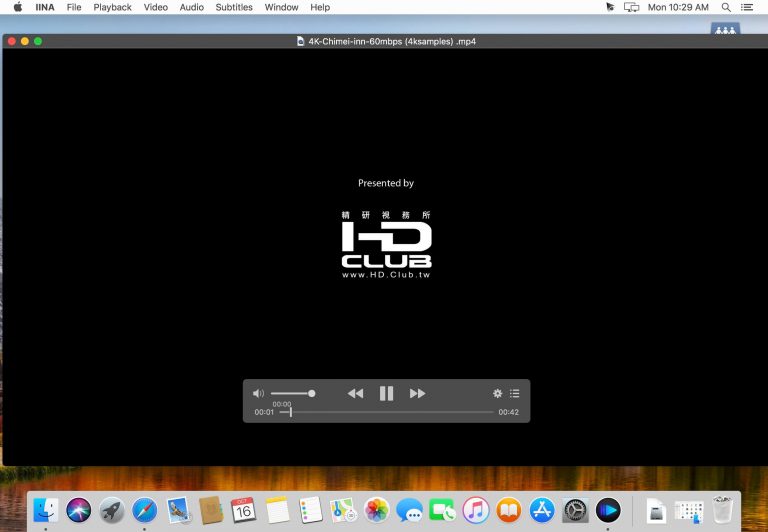 IINA File Playback Video Audio Subtitles Window Help Mon 10:29 AM
4K-Chimei-inn-60mbps (4ksamples) .mp4
Presented by
精研視務所
HD
CLUB
www.HD.Club.tw
00:00
00:01 00:42
OCT
16